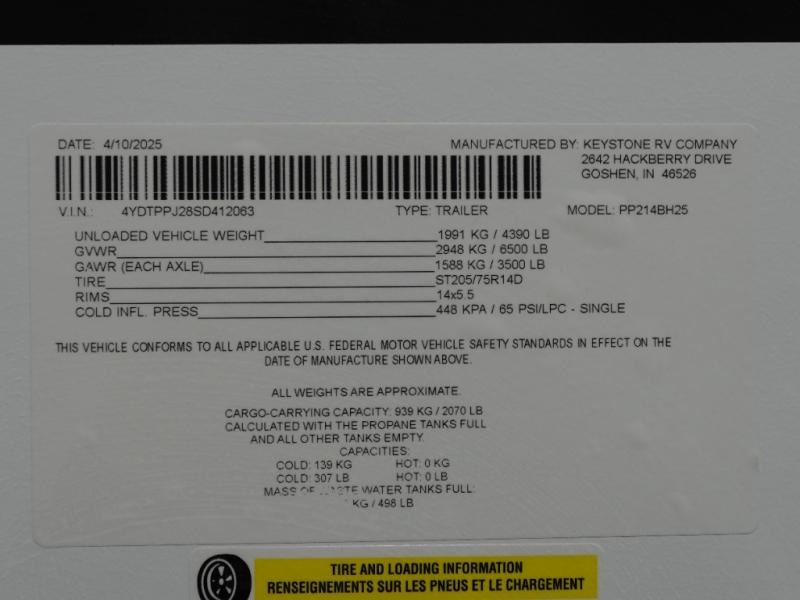 DATE: 4/10/2025 MANUFACTURED BY: KEYSTONE RV COMPANY
2642 HACKBERRY DRIVE
GOSHEN, IN 46526
V.I.N.: 4YDTPPJ28SD412063 TYPE: TRAILER MODEL: PP214BH25
UNLOADED VEHICLE WEIGHT 1991 KG / 4390 LB
GVWR 2948 KG / 6500 LB
GAWR (EACH AXLE) 1588 KG / 3500 LB
TIRE ST205/75R14D
RIMS 14x5.5
COLD INFL. PRESS 448 KPA / 65 PSI/LPC - SINGLE
THIS VEHICLE CONFORMS TO ALL APPLICABLE U.S. FEDERAL MOTOR VEHICLE SAFETY STANDARDS IN EFFECT ON THE
DATE OF MANUFACTURE SHOWN ABOVE.
ALL WEIGHTS ARE APPROXIMATE.
CARGO-CARRYING CAPACITY: 939 KG / 2070 LB
CALCULATED WITH THE PROPANE TANKS FULL
AND ALL OTHER TANKS EMPTY.
CAPACITIES:
COLD: 139 KG HOT: 0 KG
COLD: 307 LB HOT: 0 LB
MASS OF WATER TANKS FULL:
KG / 498 LB
TIRE AND LOADING INFORMATION
RENSEIGNEMENTS SUR LES PNEUS ET LE CHARGEMENT